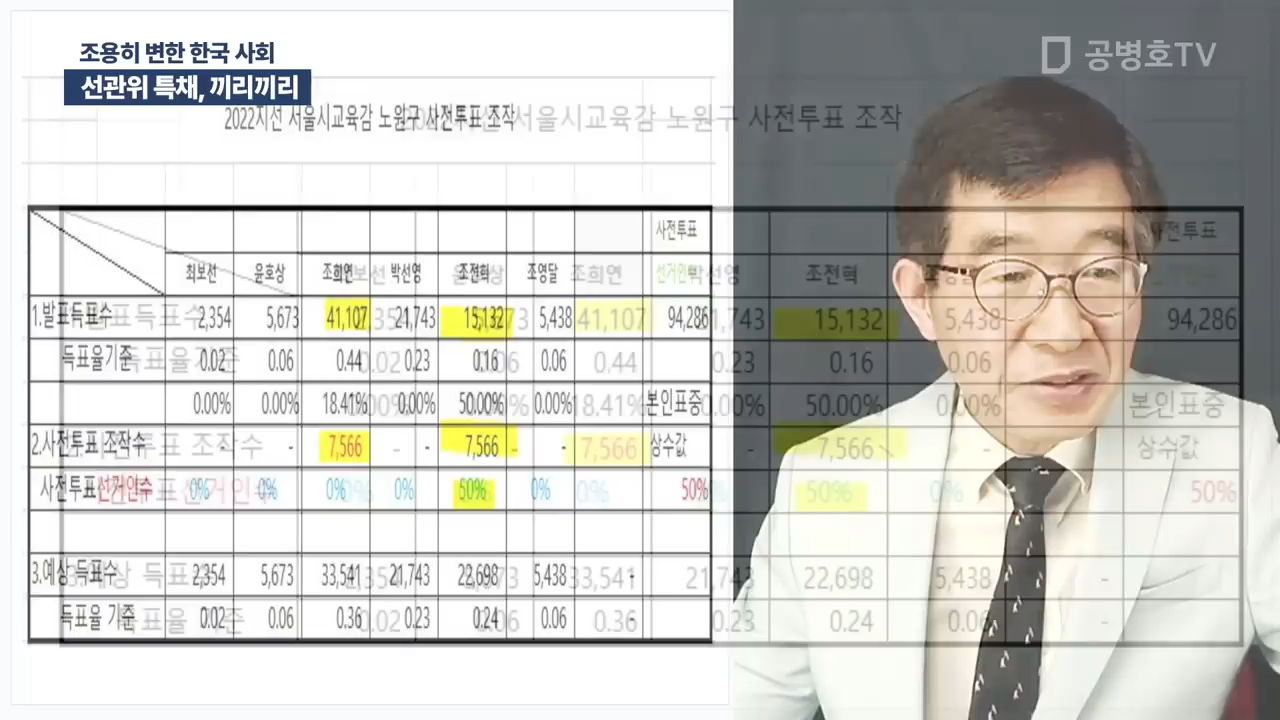 조용히 변한 한국 사회
선관위 특채, 끼리끼리
공병호TV
2022지선 서울시교육감 노원구 사전투표 조작
사전투표
최보선 윤호상 조희연 박선영 조전혁 조영달 선거인수
1.발표득표수 2,354 5,673 41,107 21,743 15,132 5,438 94,286
득표율기준 0.02 0.06 0.44 0.23 0.16 0.06
0.00% 0.00% 18.41% 0.00% 50.00% 0.00% 본인표중
2.사전투표 조작수 - - 7,566 - 7,566 - 상수값
사전투표선거인수 0% 0% 0% 0% 50% 0% 50%
3.예상 득표수 2,354 5,673 33,541 21,743 22,698 5,438 -
득표율 기준 0.02 0.06 0.36 0.23 0.24 0.06 -